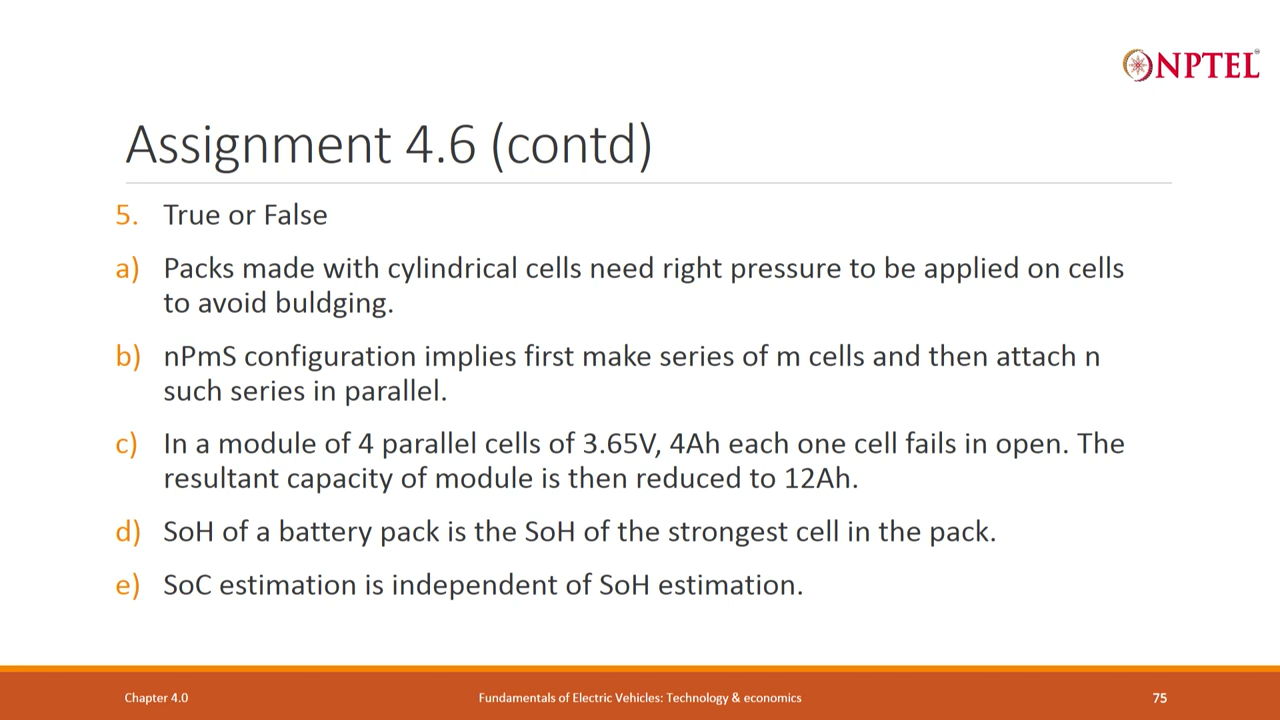 NPTEL
Assignment 4.6 (contd)
5. True or False
a) Packs made with cylindrical cells need right pressure to be applied on cells
to avoid buldging.
b) nPmS configuration implies first make series of m cells and then attach n
such series in parallel.
c) In a module of 4 parallel cells of 3.65V, 4Ah each one cell fails in open. The
resultant capacity of module is then reduced to 12Ah.
d) SoH of a battery pack is the SoH of the strongest cell in the pack.
e) SoC estimation is independent of SoH estimation.
Chapter 4.0 Fundamentals of Electric Vehicles: Technology & economics 75